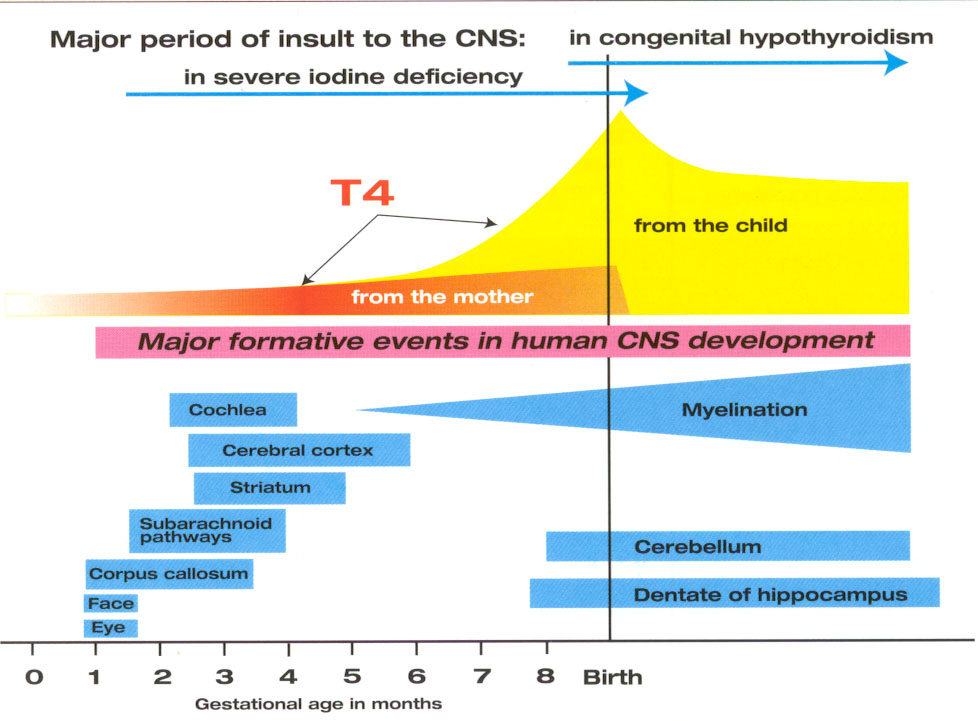 Major period of insult to the CNS:
in congenital hypothyroidism
in severe iodine deficiency
T4
from the child
from the mother
Major formative events in human CNS development
Cochlea
Myelination
Cerebral cortex
Striatum
Subarachnoid
pathways
Cerebellum
Corpus callosum
Dentate of hippocampus
Face
Eye
0 1 2 3 4 5 6 7 8 Birth
Gestational age in months